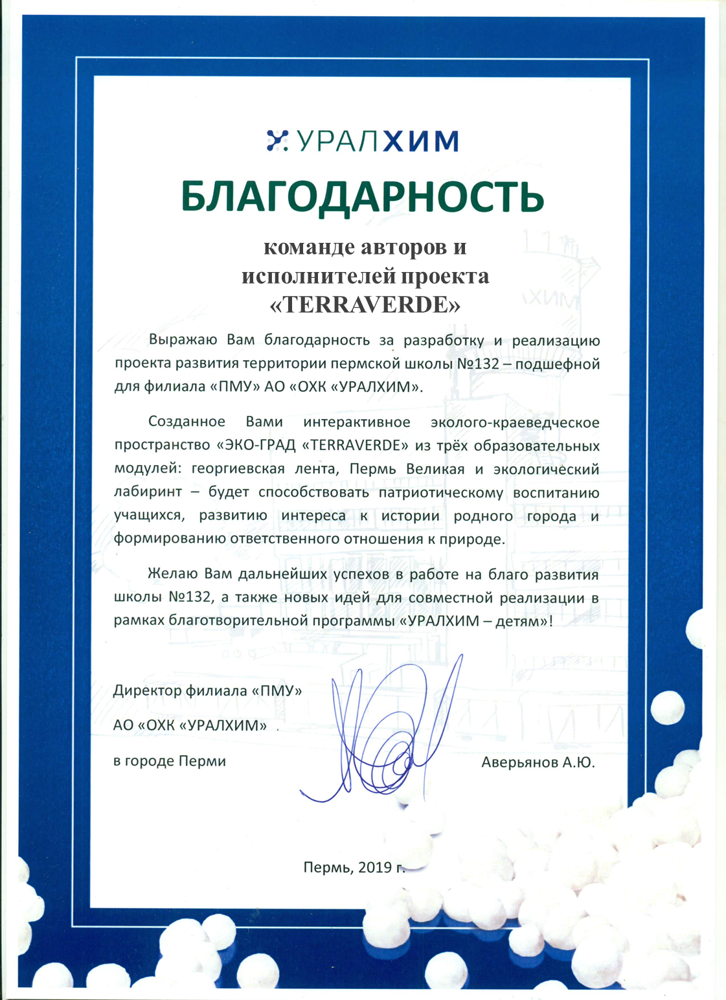 УРАЛХИМ
БЛАГОДАРНОСТЬ
команде авторов и
исполнителей проекта
«TERRAVERDE»
Выражаю Вам благодарность за разработку и реализацию
проекта развития территории пермской школы №132 – подшефной
для филиала «ПМУ» АО «ОХК «УРАЛХИМ».
Созданное Вами интерактивное эколого-краеведческое
пространство «ЭКО-ГРАД «TERRAVERDE» из трёх образовательных
модулей: георгиевская лента, Пермь Великая и экологический
лабиринт – будет способствовать патриотическому воспитанию
учащихся, развитию интереса к истории родного города и
формированию ответственного отношения к природе.
Желаю Вам дальнейших успехов в работе на благо развития
школы №132, а также новых идей для совместной реализации в
рамках благотворительной программы «УРАЛХИМ – детям»!
Директор филиала «ПМУ»
АО «ОХК «УРАЛХИМ»
в городе Перми Аверьянов А.Ю.
Пермь, 2019 г.